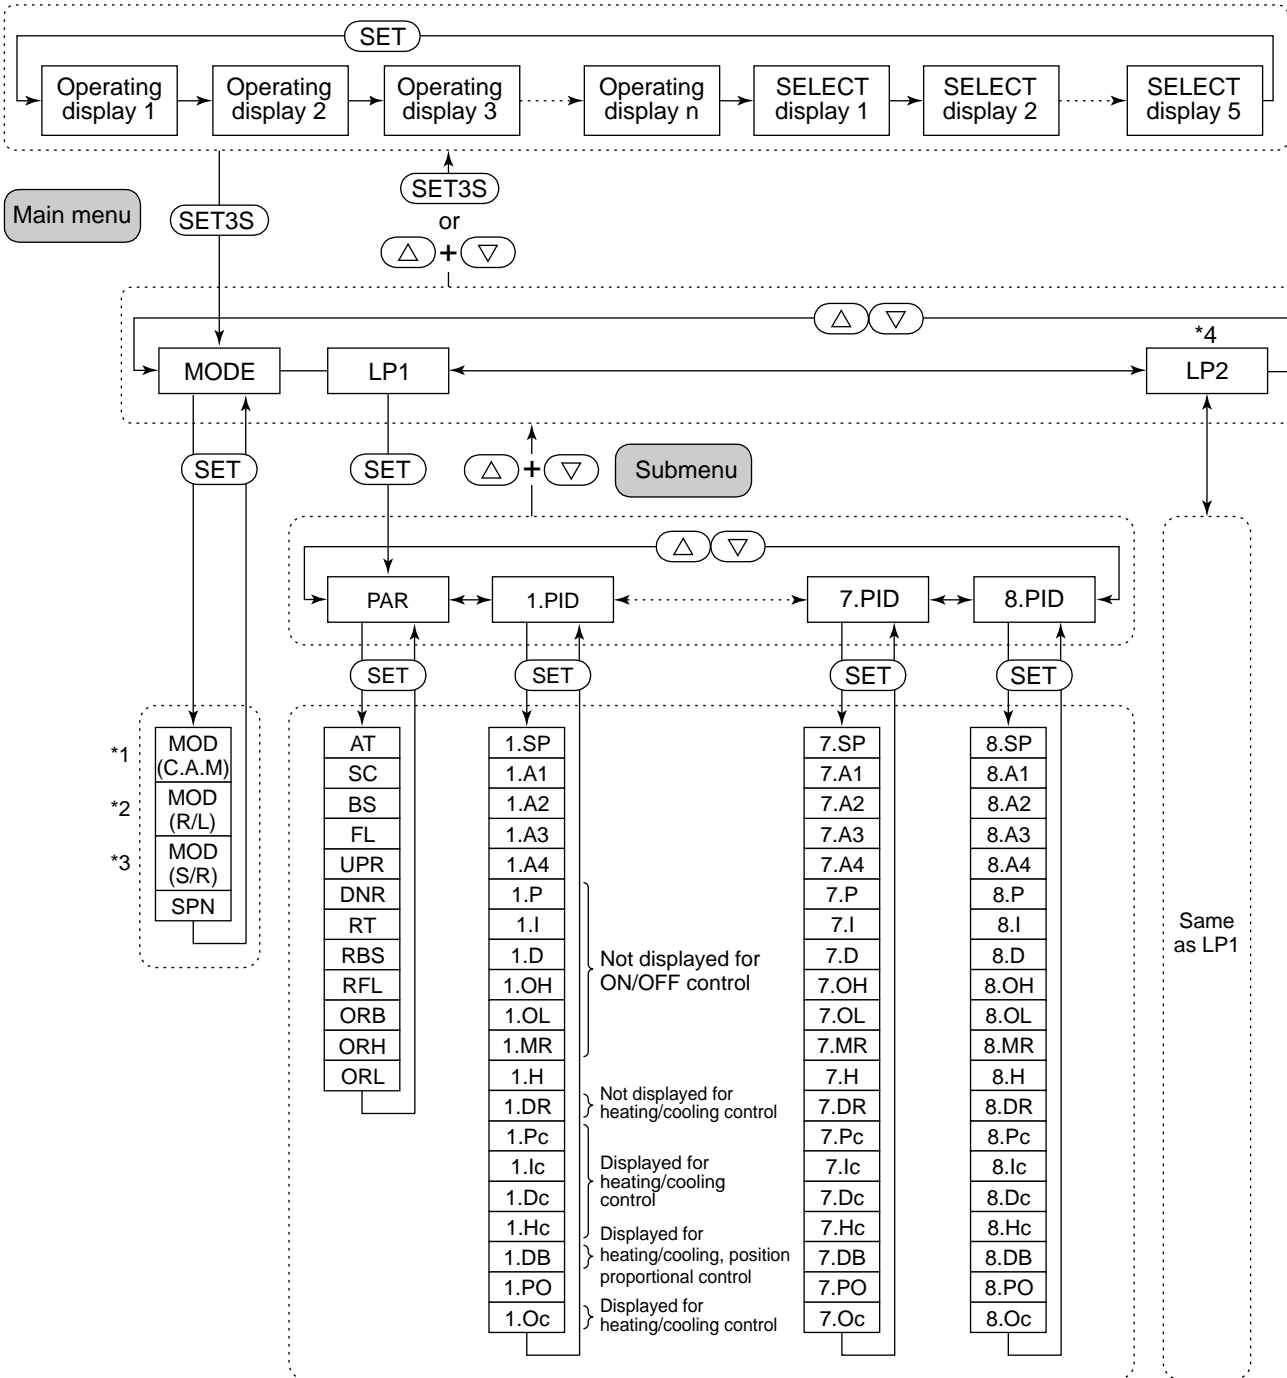 SET
Operating
display 1
Operating
display 2
Operating
display 3
Operating
display n
SELECT
display 1
SELECT
display 2
SELECT
display 5
Main menu
SET3S
SET3S
or
△ + ▽
△ ▽
*4
MODE
LP1
LP2
SET
SET
△ + ▽
Submenu
△ ▽
PAR
1.PID
7.PID
8.PID
SET
SET
SET
SET
*1
MOD
(C.A.M)
*2
MOD
(R/L)
*3
MOD
(S/R)
SPN
AT
SC
BS
FL
UPR
DNR
RT
RBS
RFL
ORB
ORH
ORL
1.SP
1.A1
1.A2
1.A3
1.A4
1.P
1.I
1.D
1.OH
1.OL
1.MR
1.H
1.DR
1.Pc
1.Ic
1.Dc
1.Hc
1.DB
1.PO
1.Oc
Not displayed for
ON/OFF control
Not displayed for
heating/cooling control
Displayed for
heating/cooling
control
Displayed for
heating/cooling, position
proportional control
Displayed for
heating/cooling control
7.SP
7.A1
7.A2
7.A3
7.A4
7.P
7.I
7.D
7.OH
7.OL
7.MR
7.H
7.DR
7.Pc
7.Ic
7.Dc
7.Hc
7.DB
7.PO
7.Oc
8.SP
8.A1
8.A2
8.A3
8.A4
8.P
8.I
8.D
8.OH
8.OL
8.MR
8.H
8.DR
8.Pc
8.Ic
8.Dc
8.Hc
8.DB
8.PO
8.Oc
Same
as LP1